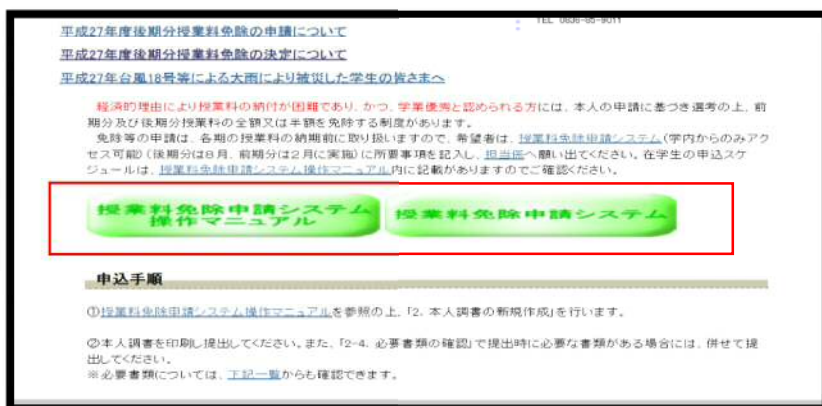 TEL 0836-85-9011
平成27年度後期分授業料免除の申請について
平成27年度後期分授業料免除の決定について
平成27年台風18号等による大雨により被災した学生の皆さまへ
経済的理由により授業料の納付が困難であり、かつ、学業優秀と認められる方には、本人の申請に基づき選考の上、前
期分及び後期分授業料の全額又は半額を免除する制度があります。
免除等の申請は、各期の授業料の納期前に取り扱いますので、希望者は、授業料免除申請システム(学内からのみアク
セス可能)(後期分は8月、前期分は2月に実施)に所要事項を記入し、担当係へ願い出てください。在学生の申込スケ
ジュールは、授業料免除申請システム操作マニュアル内に記載がありますのでご確認ください。
授業料免除申請システム
操作マニュアル
授業料免除申請システム
申込手順
①授業料免除申請システム操作マニュアルを参照の上、「2. 本人調書の新規作成」を行います。
②本人調書を印刷し提出してください。また、「2-4. 必要書類の確認」で提出時に必要な書類がある場合には、併せて提
出してください。
※必要書類については、下記一覧からも確認できます。